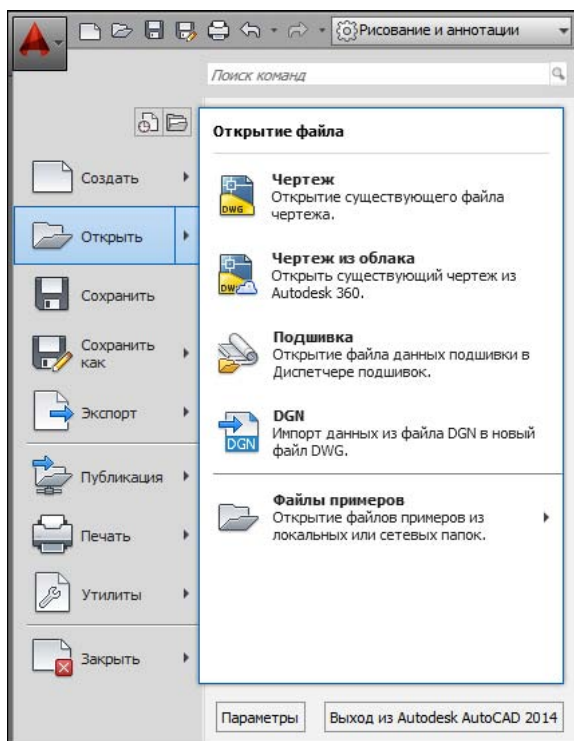 Рисование и аннотации
Поиск команд
Создать
Открыть
Сохранить
Сохранить
как
Экспорт
Публикация
Печать
Утилиты
Закрыть
Открытие файла
Чертеж
Открытие существующего файла
чертежа.
DWG
Чертеж из облака
Открыть существующий чертеж из
Autodesk 360.
Подшивка
Открытие файла данных подшивки в
Диспетчере подшивок.
DGN
Импорт данных из файла DGN в новый
файл DWG.
DGN
Файлы примеров
Открытие файлов примеров из
локальных или сетевых папок.
Параметры
Выход из Autodesk AutoCAD 2014